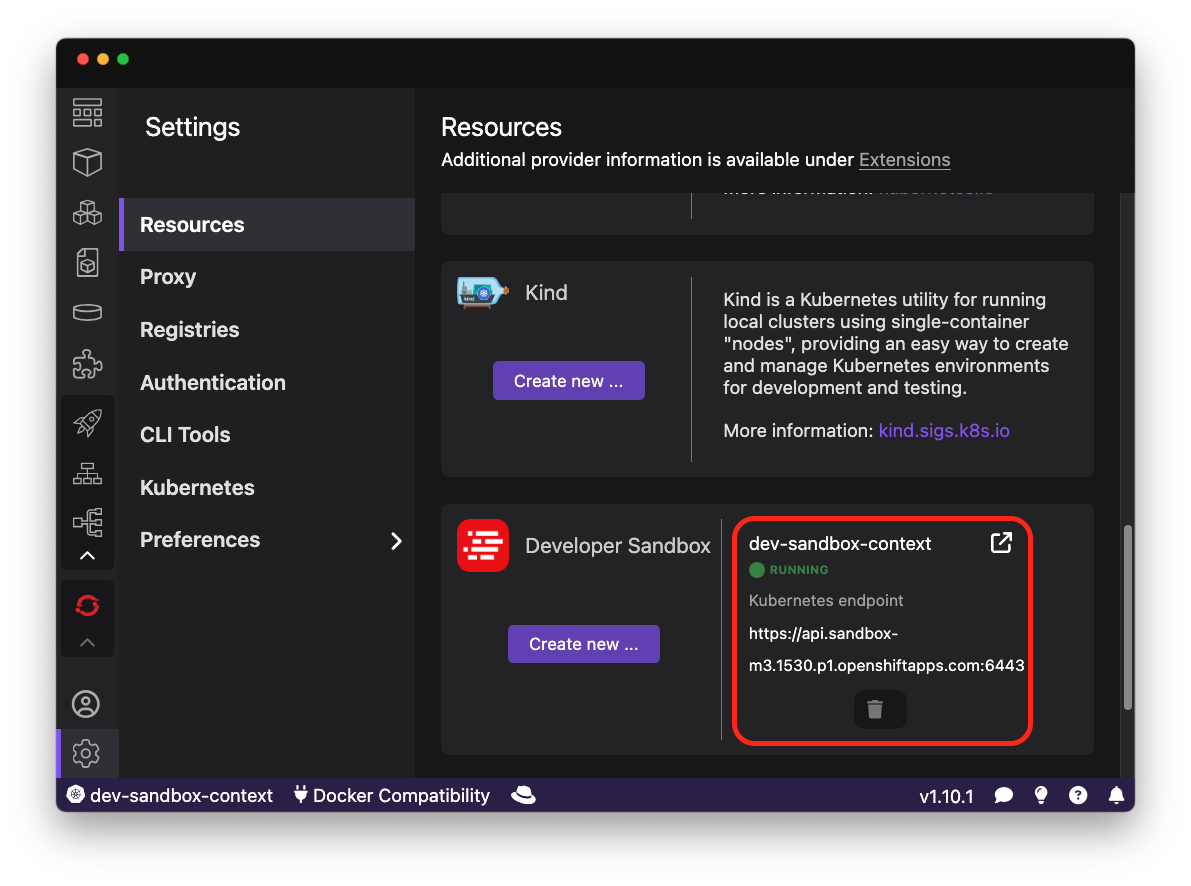 Settings
Resources
Proxy
Registries
Authentication
CLI Tools
Kubernetes
Preferences
Resources
Additional provider information is available under Extensions
Kind
Create new ...
Kind is a Kubernetes utility for running
local clusters using single-container
"nodes", providing an easy way to create
and manage Kubernetes environments
for development and testing.
More information: kind.sigs.k8s.io
Developer Sandbox
Create new ...
dev-sandbox-context
RUNNING
Kubernetes endpoint
https://api.sandbox-
m3.1530.p1.openshiftapps.com:6443
dev-sandbox-context
Docker Compatibility
v1.10.1